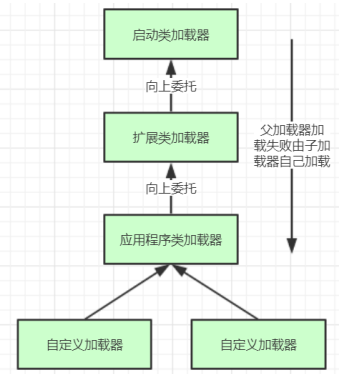 启动类加载器
向上委托
扩展类加载器
父加载器加
载失败由子加
载器自己加载
向上委托
应用程序类加载器
自定义加载器
自定义加载器